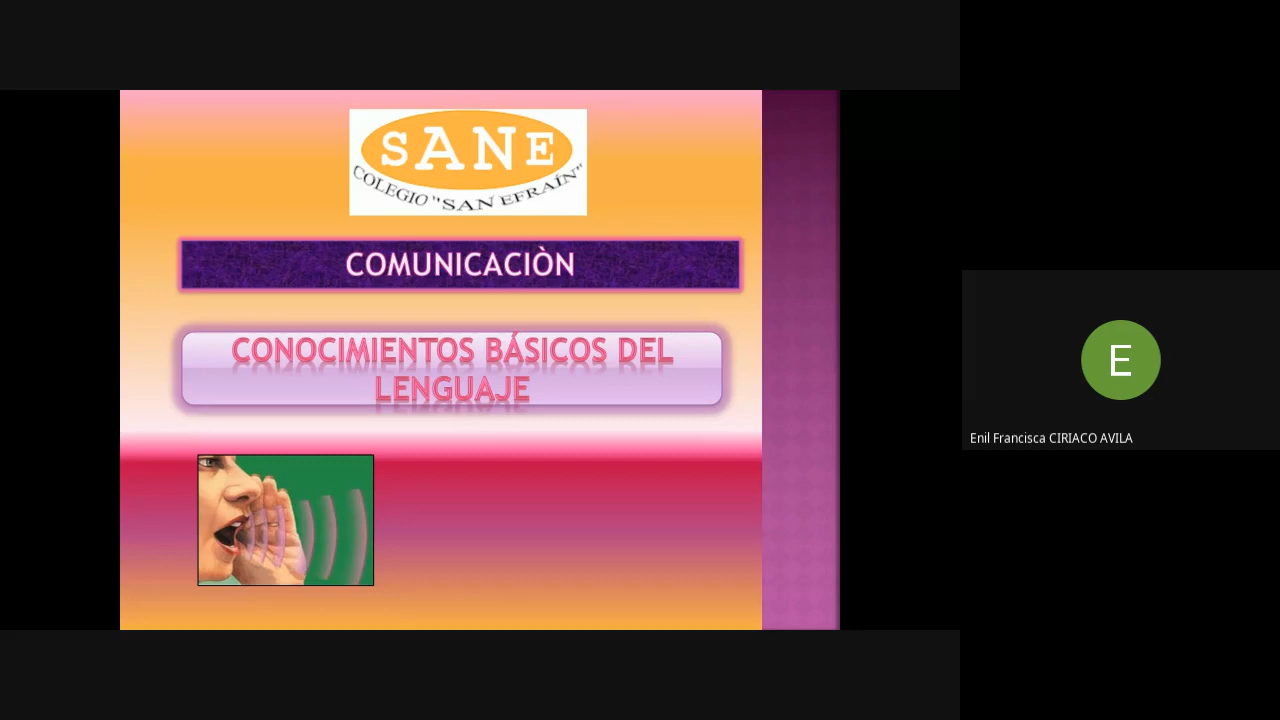 SANE
COLEGIO "SAN EFRAÍN"
COMUNICACIÒN
CONOCIMIENTOS BÁSICOS DEL
LENGUAJE
E
Enil Francisca CIRIACO AVILA